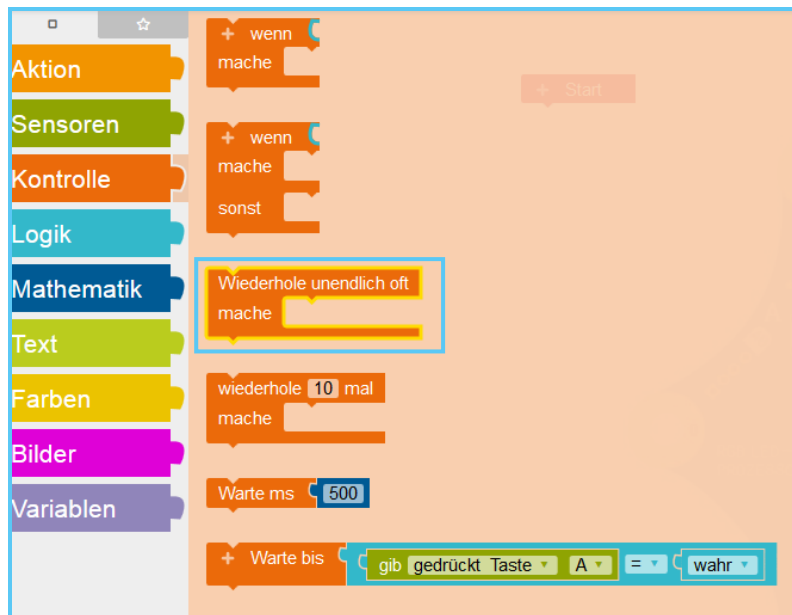 Aktion
Sensoren
Kontrolle
Logik
Mathematik
Text
Farben
Bilder
Variablen
+ wenn
mache
+ wenn
mache
sonst
Wiederhole unendlich oft
mache
wiederhole 10 mal
mache
Warte ms 500
+ Warte bis gib gedrückt Taste A = wahr
+ Start